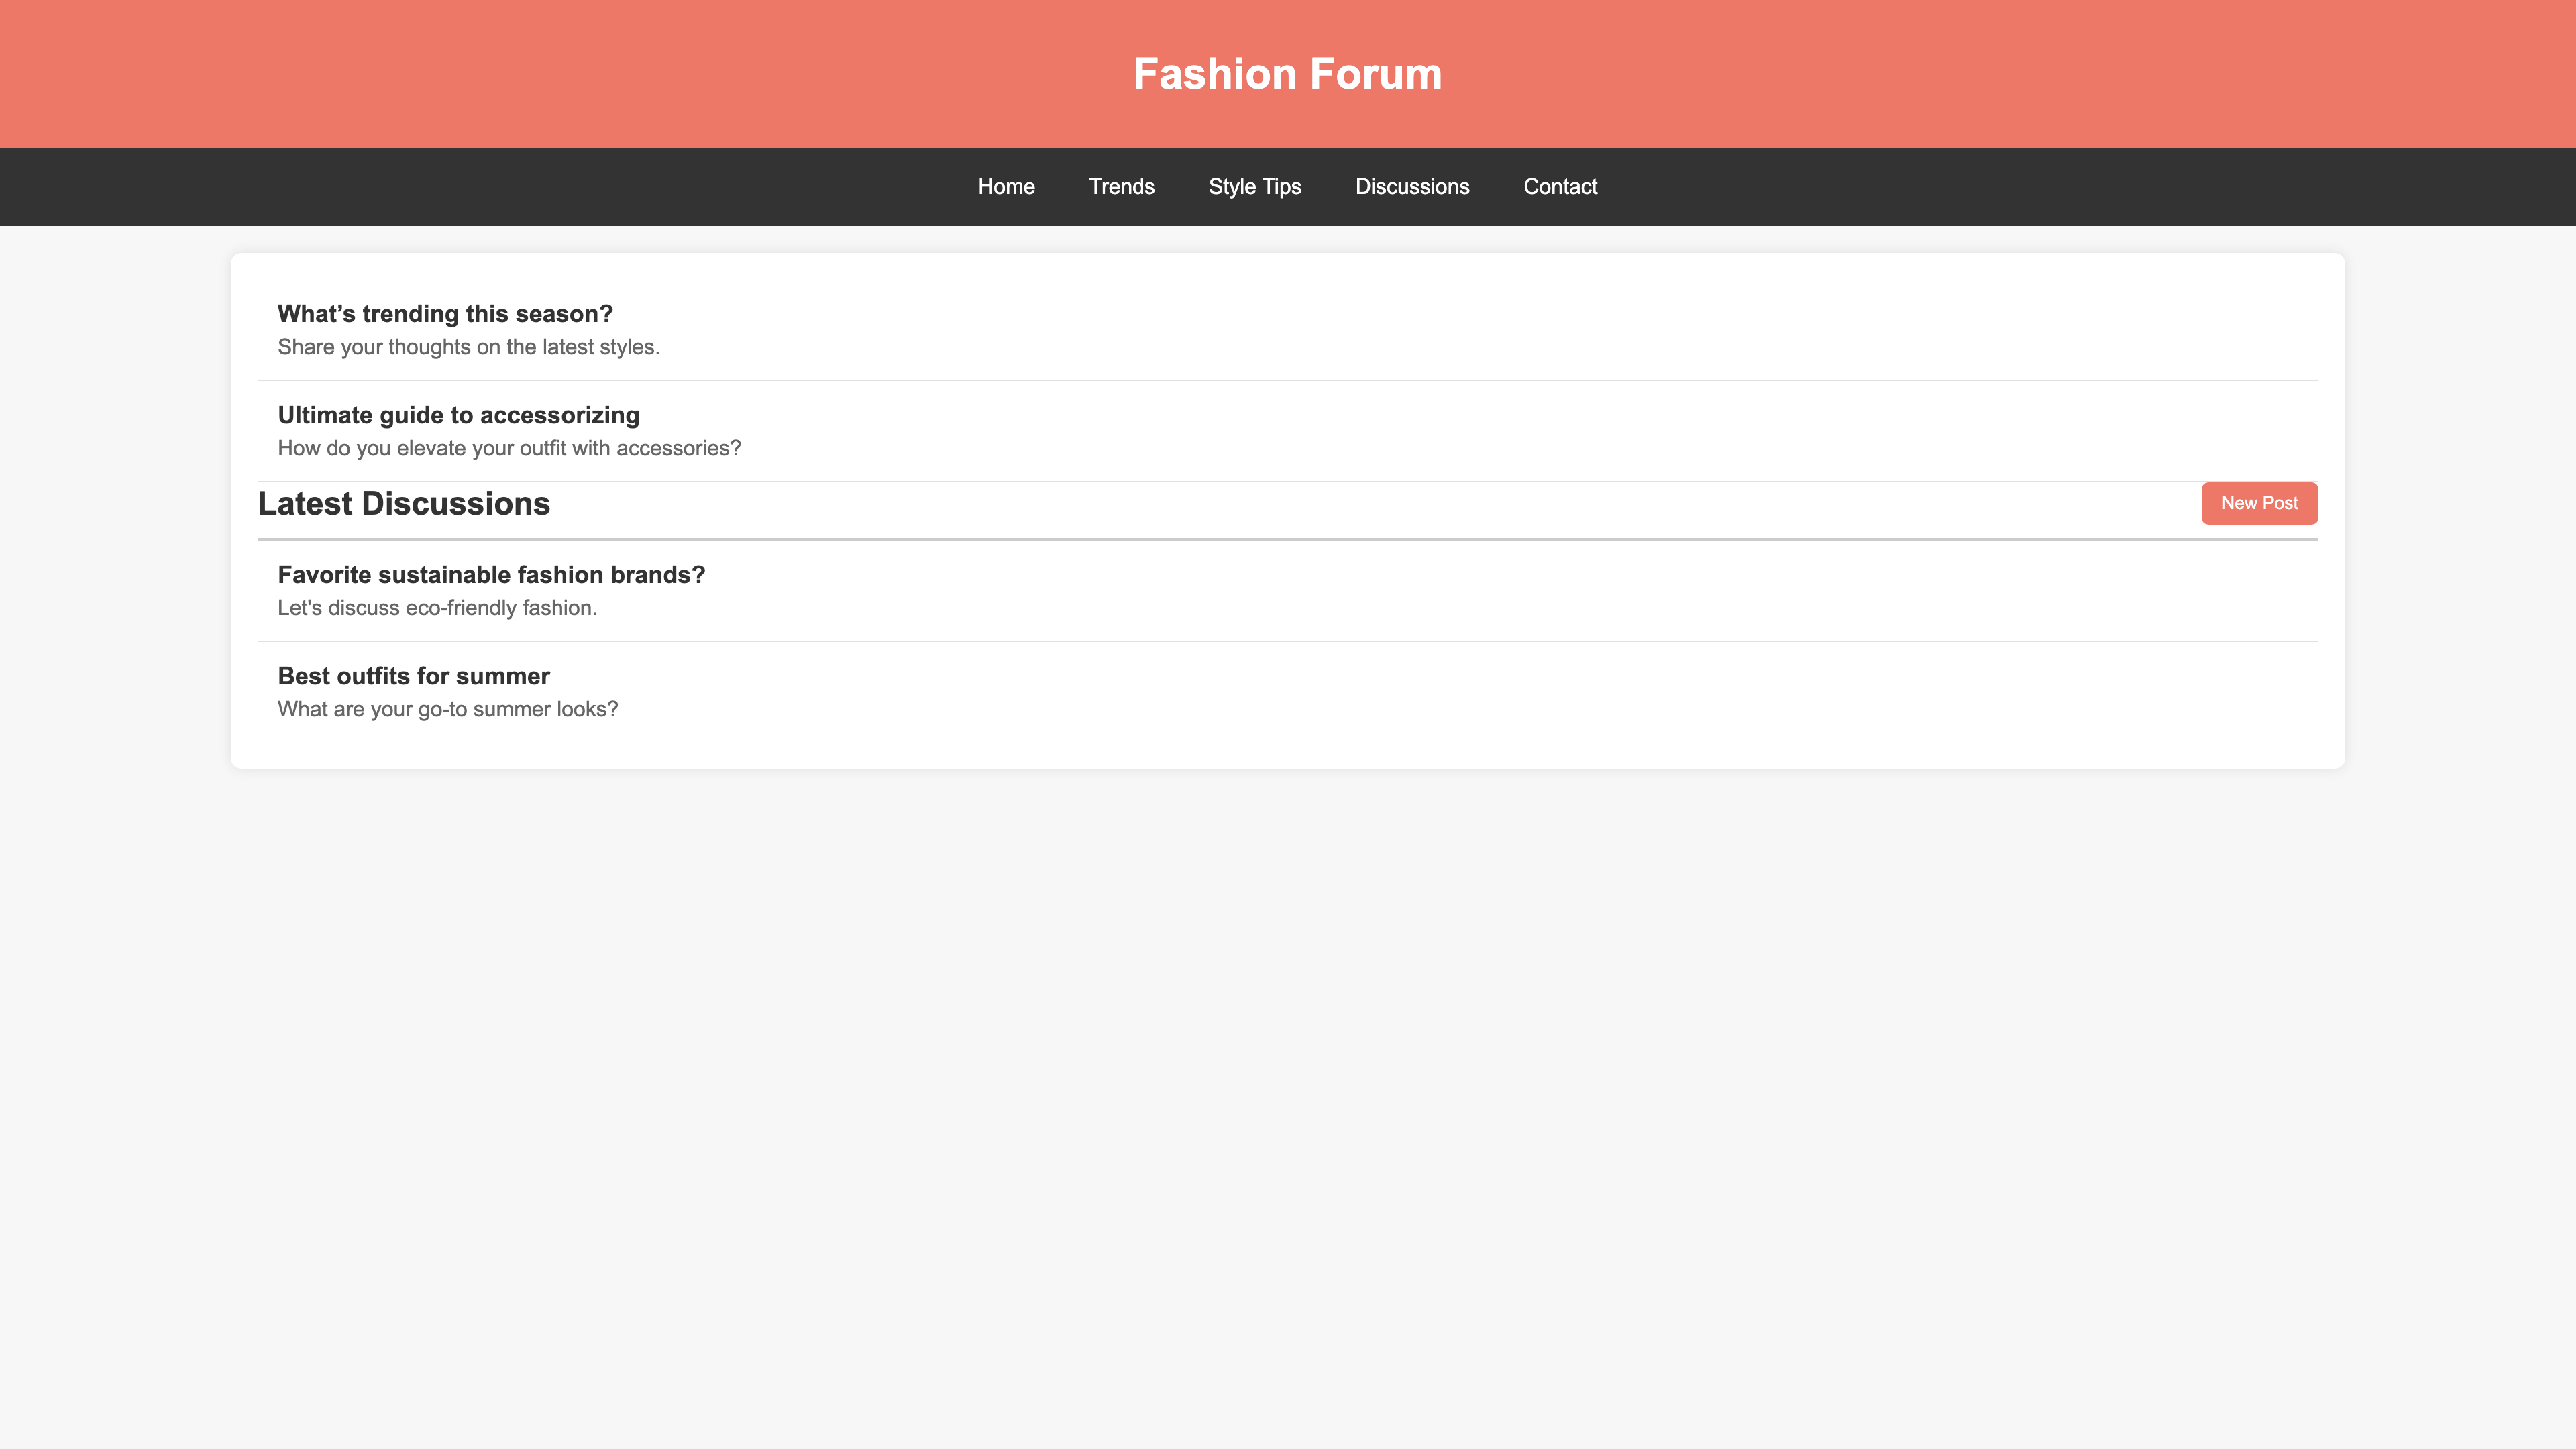 Fashion Forum
Home Trends Style Tips Discussions Contact
What’s trending this season?
Share your thoughts on the latest styles.
Ultimate guide to accessorizing
How do you elevate your outfit with accessories?
Latest Discussions New Post
Favorite sustainable fashion brands?
Let's discuss eco-friendly fashion.
Best outfits for summer
What are your go-to summer looks?